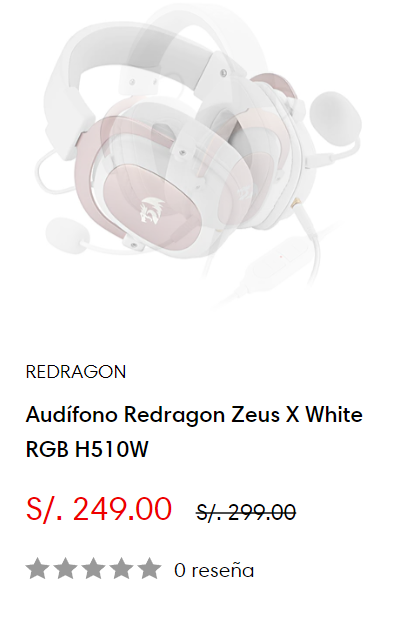 REDRAGON
Audífono Redragon Zeus X White
RGB H510W
S/. 249.00 S/. 299.00
0 reseña